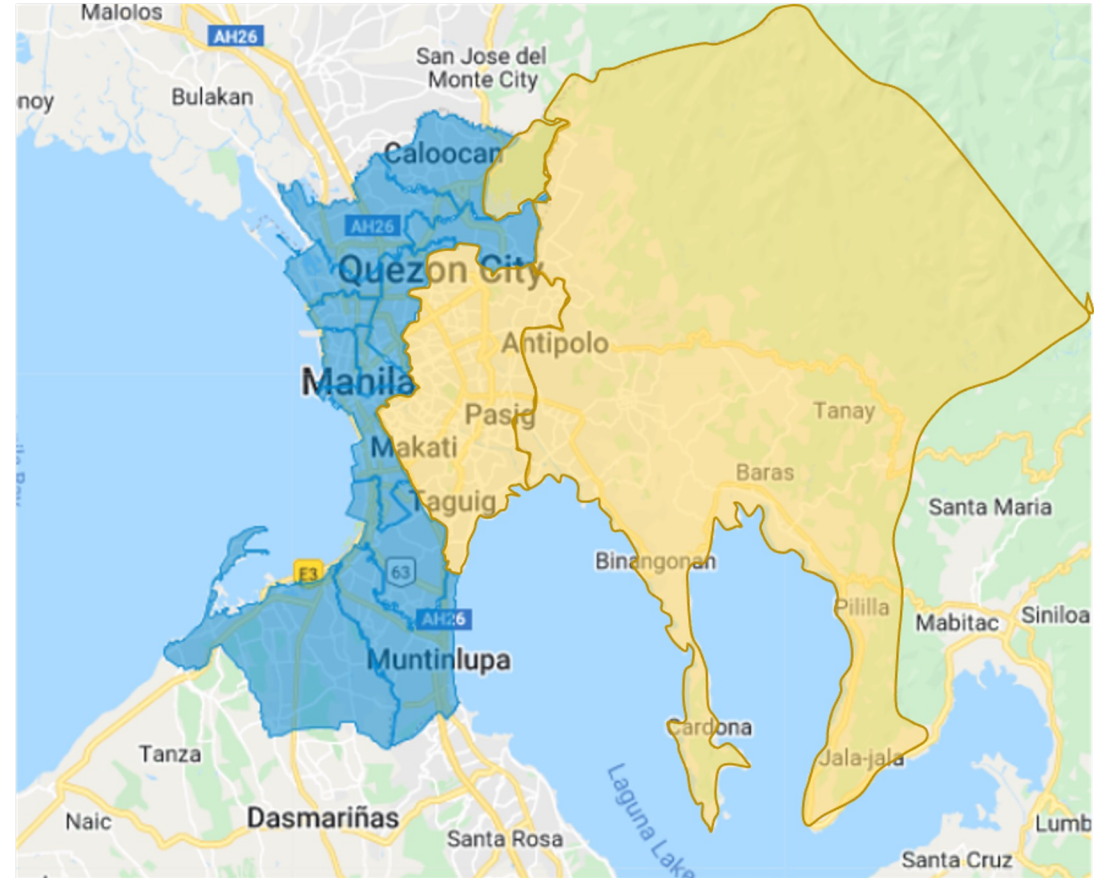 Malolos
AH26
San Jose del
Monte City
noy
Bulakan
Caloocan
AH26
Quezon City
Antipolo
Manila
Pasig
Tanay
Makati
Baras
Taguig
Santa Maria
Binangonan
E3
63
Pililla
AH26
Mabitac
Siniloa
Muntinlupa
Cardona
Tanza
Jala-jala
Laguna Lake
Naic
Dasmariñas
Santa Rosa
Lumb
Santa Cruz